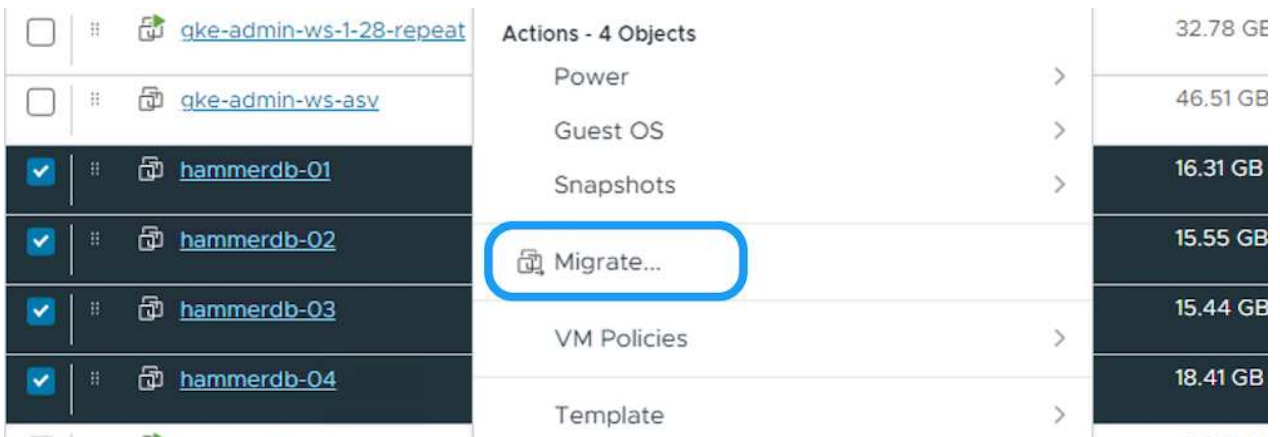 gke-admin-ws-1-28-repeat
Actions - 4 Objects
32.78 GB
Power
gke-admin-ws-asv
46.51 GB
Guest OS
hammerdb-01
Snapshots
16.31 GB
hammerdb-02
Migrate...
15.55 GB
hammerdb-03
VM Policies
15.44 GB
hammerdb-04
Template
18.41 GB